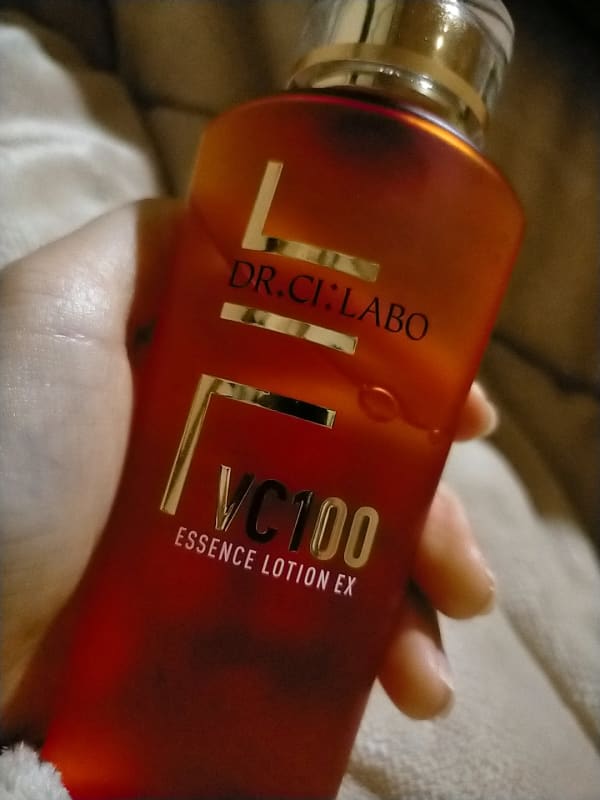 DR.CI:LABO
VC100
ESSENCE LOTION EX